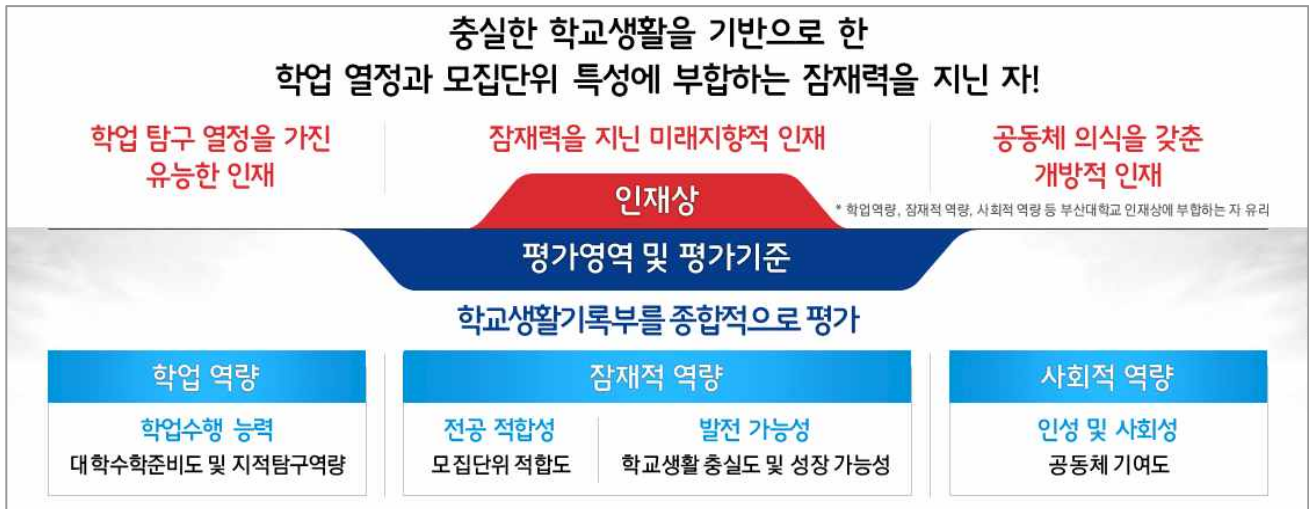 충실한 학교생활을 기반으로 한
학업 열정과 모집단위 특성에 부합하는 잠재력을 지닌 자!
학업 탐구 열정을 가진
유능한 인재
잠재력을 지닌 미래지향적 인재
공동체 의식을 갖춘
개방적 인재
인재상
* 학업역량, 잠재적 역량, 사회적 역량 등 부산대학교 인재상에 부합하는 자 유리
평가영역 및 평가기준
학교생활기록부를 종합적으로 평가
학업 역량
학업수행 능력
대학수학준비도 및 지적탐구역량
잠재적 역량
전공 적합성
모집단위 적합도
발전 가능성
학교생활 충실도 및 성장 가능성
사회적 역량
인성 및 사회성
공동체 기여도